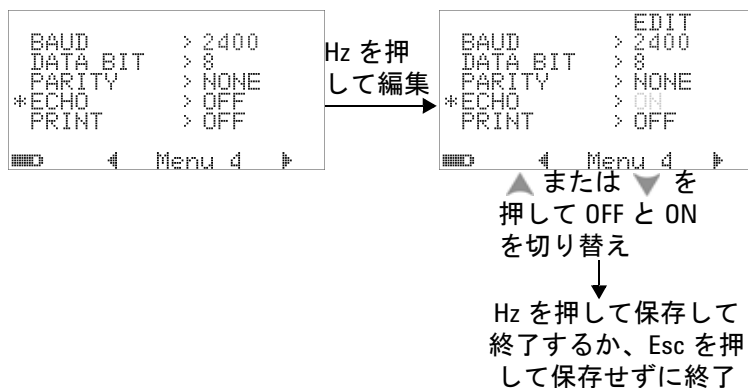 BAUD > 2400
DATA BIT > 8
PARITY > NONE
*ECHO > OFF
PRINT > OFF
Menu 4
Hz を押
して編集
EDIT
BAUD > 2400
DATA BIT > 8
PARITY > NONE
*ECHO > ON
PRINT > OFF
Menu 4
または を
押して OFF と ON
を切り替え
Hz を押して保存して
終了するか、Esc を押
して保存せずに終了